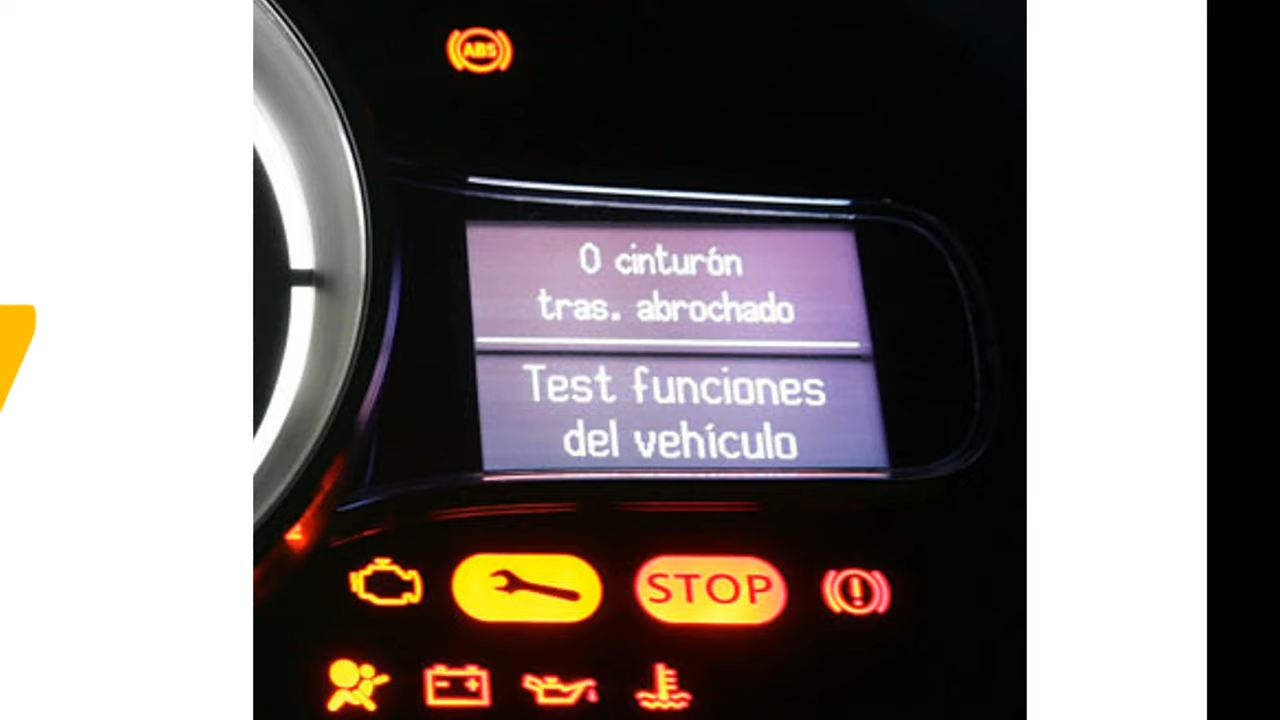 ABS
0 cinturón
tras. abrochado
Test funciones
del vehículo
STOP